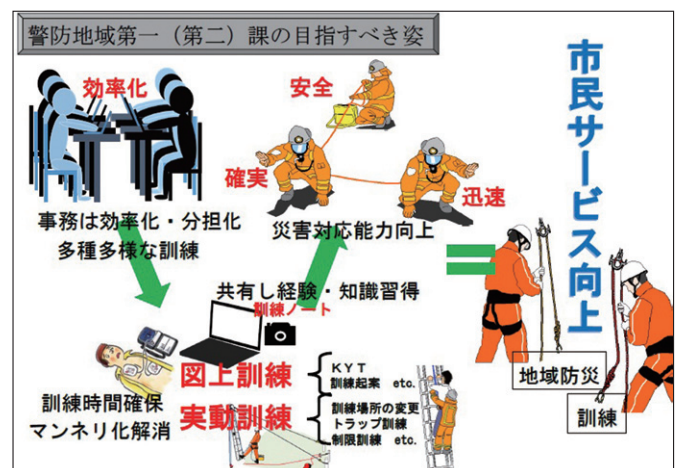 警防地域第一（第二）課の目指すべき姿
効率化
事務は効率化・分担化
多種多様な訓練
安全
確実
迅速
災害対応能力向上
共有し経験・知識習得
訓練ノート
図上訓練
KYT
訓練起案 etc.
実動訓練
訓練場所の変更
トラップ訓練
制限訓練 etc.
訓練時間確保
マンネリ化解消
=
市民サービス向上
地域防災
訓練